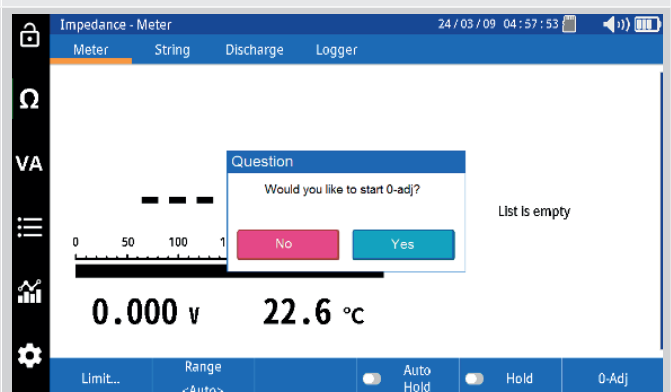 Impedance - Meter 24/03/09 04:57:53
Meter String Discharge Logger
Ω
VA
Question
Would you like to start 0-adj?
No Yes
---
List is empty
0 50 100 1
0.000 V 22.6 °C
Limit... Range <Auto> Auto Hold Hold 0-Adj